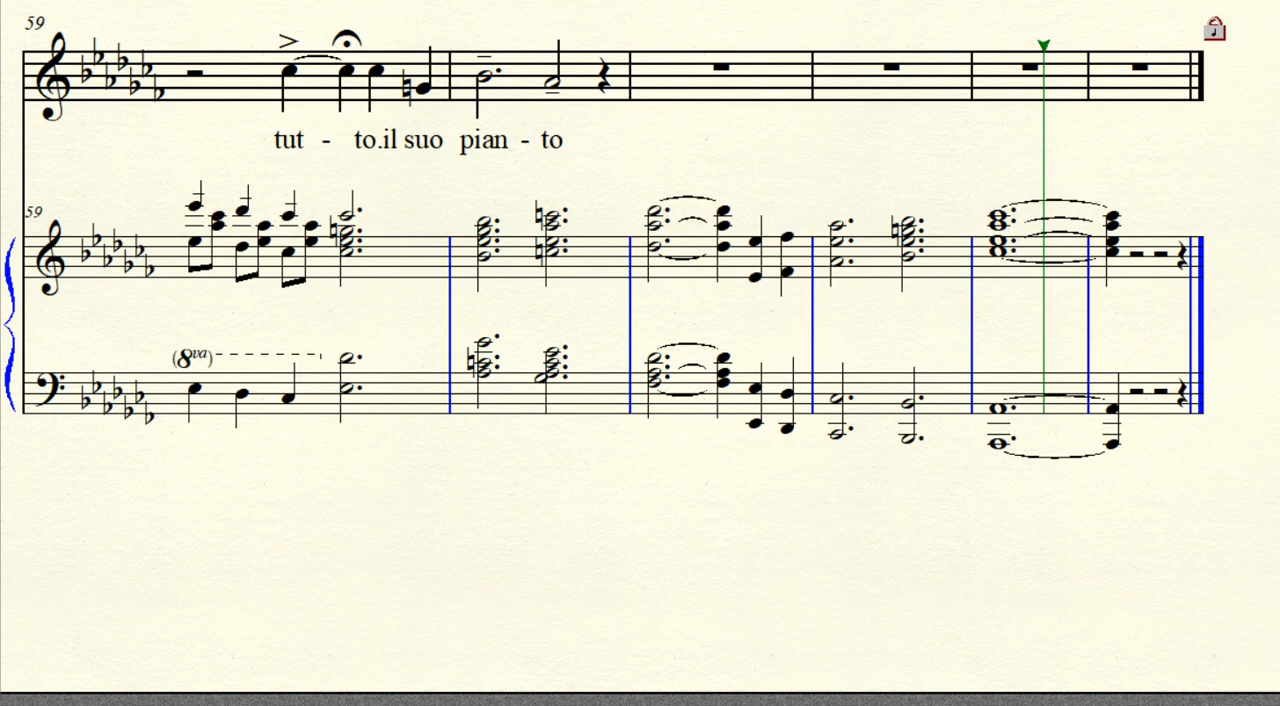 59
tut - to.il suo pian - to
59
(8va)